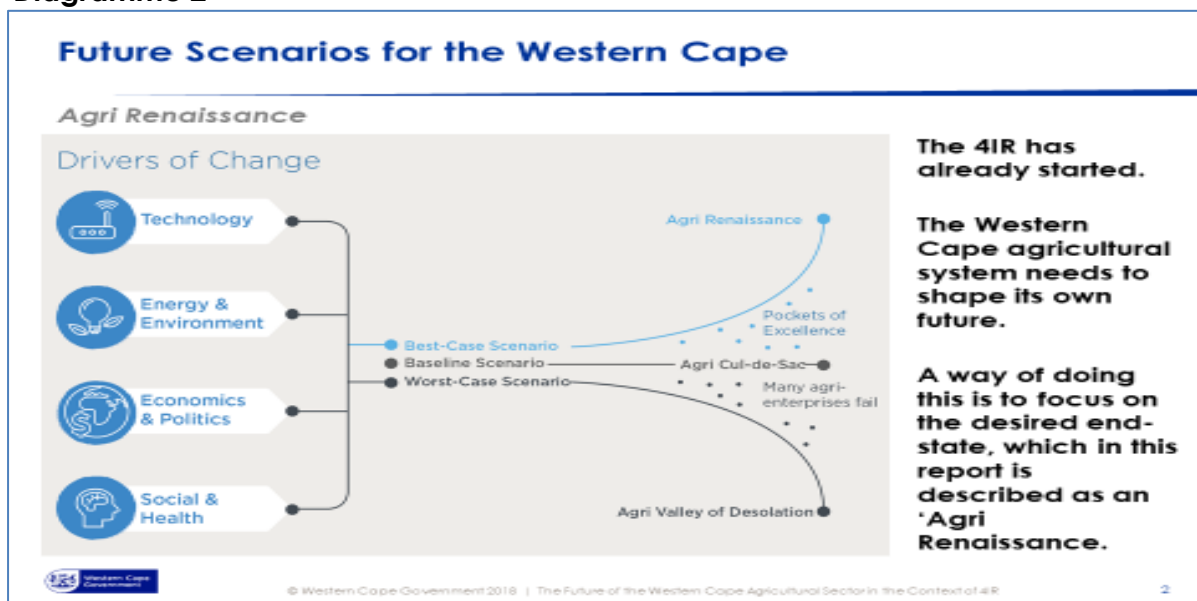 Diagramme 2
Future Scenarios for the Western Cape
Agri Renaissance
Drivers of Change
Technology
Energy &
Environment
Economics
& Politics
Social &
Health
Best-Case Scenario
Baseline Scenario
Worst-Case Scenario
Agri Renaissance
Pockets of
Excellence
Agri Cul-de-Sac
Many agri-
enterprises fail
Agri Valley of Desolation
The 4IR has
already started.
The Western
Cape agricultural
system needs to
shape its own
future.
A way of doing
this is to focus on
the desired end-
state, which in this
report is
described as an
‘Agri
Renaissance.
Western Cape
Government
© Western Cape Government 2018 | The Future of the Western Cape Agricultural Sector in the Context of 4IR
2